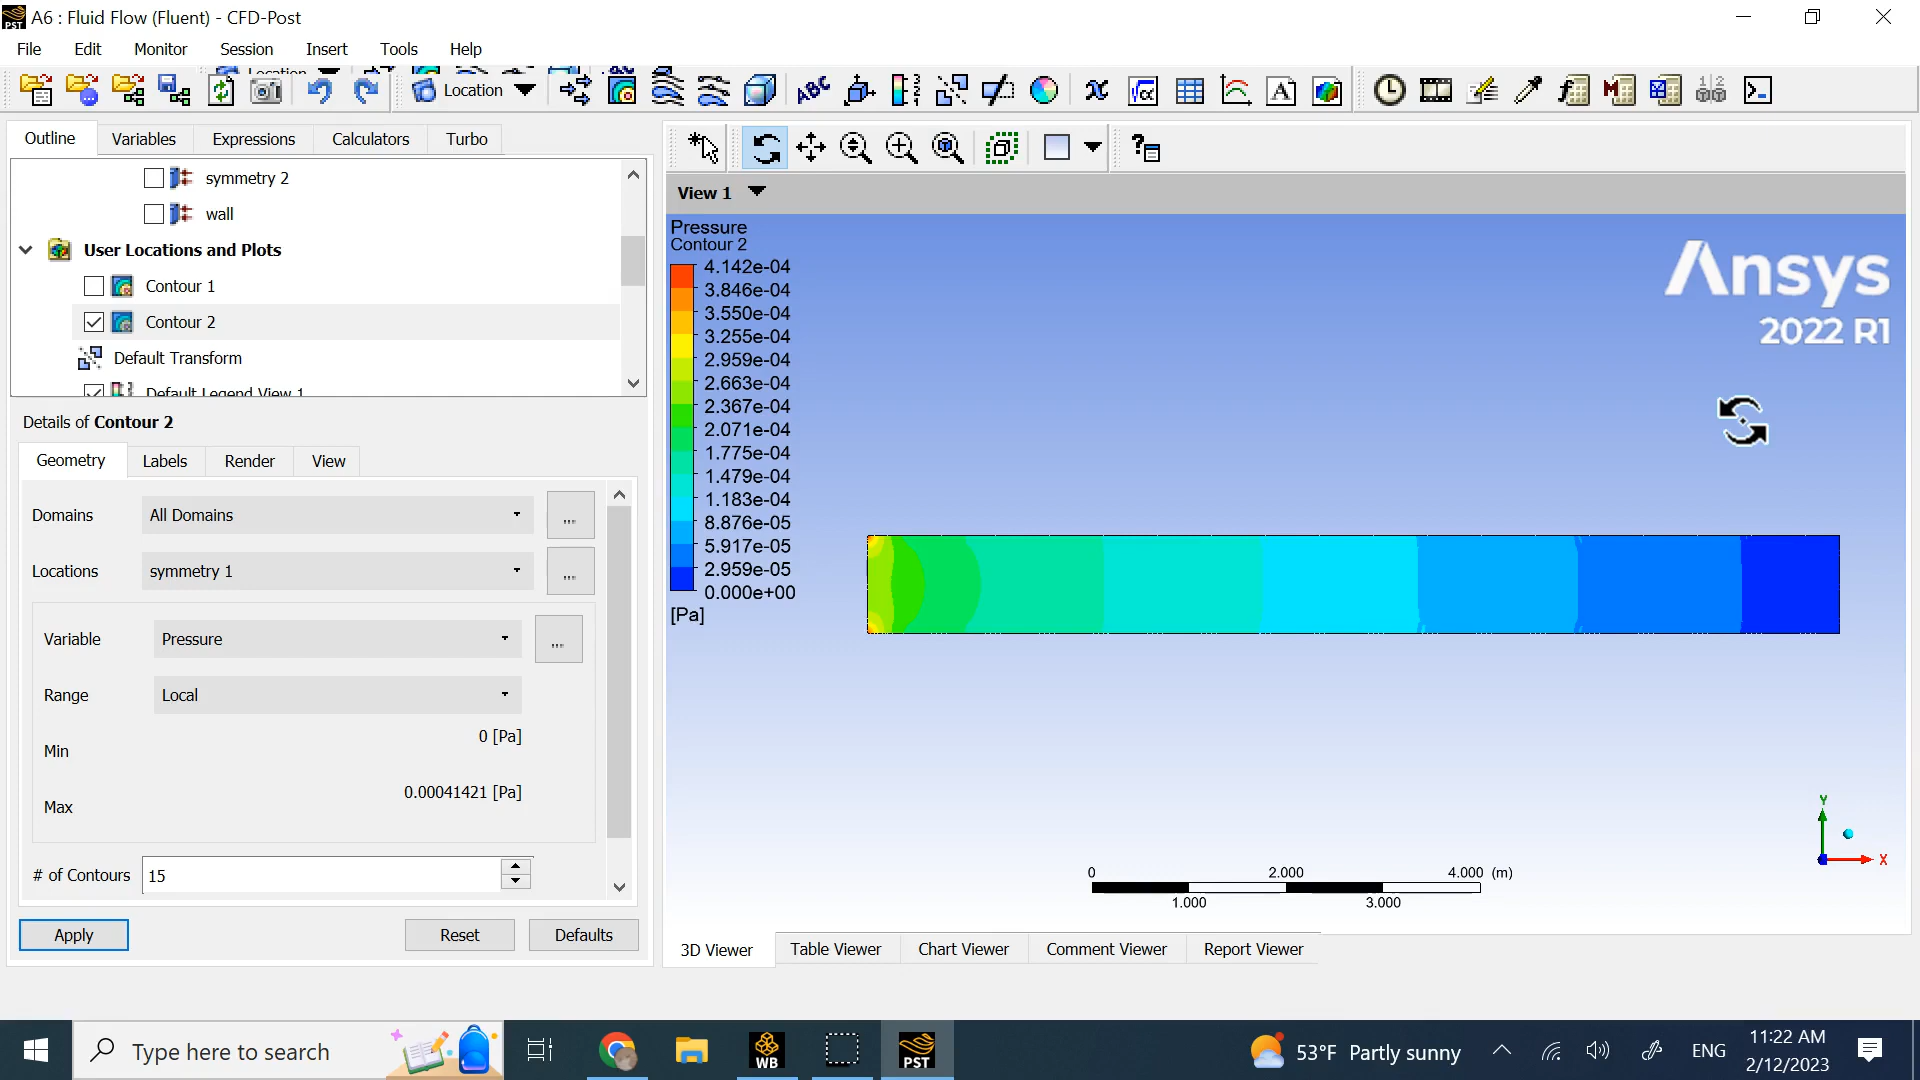 A6 : Fluid Flow (Fluent) - CFD-Post
File Edit Monitor Session Insert Tools Help
Location
Outline Variables Expressions Calculators Turbo
symmetry 2
wall
User Locations and Plots
Contour 1
Contour 2
Default Transform
Default Legend View 1
Details of Contour 2
Geometry Labels Render View
Domains All Domains ...
Locations symmetry 1 ...
Variable Pressure ...
Range Local
Min 0 [Pa]
Max 0.00041421 [Pa]
# of Contours 15
Apply Reset Defaults
View 1
Pressure
Contour 2
4.142e-04
3.846e-04
3.550e-04
3.255e-04
2.959e-04
2.663e-04
2.367e-04
2.071e-04
1.775e-04
1.479e-04
1.183e-04
8.876e-05
5.917e-05
2.959e-05
0.000e+00
[Pa]
Ansys
2022 R1
Y
X
0 2.000 4.000 (m)
1.000 3.000
3D Viewer Table Viewer Chart Viewer Comment Viewer Report Viewer
Type here to search
WB
PST
53°F Partly sunny
ENG
11:22 AM
2/12/2023